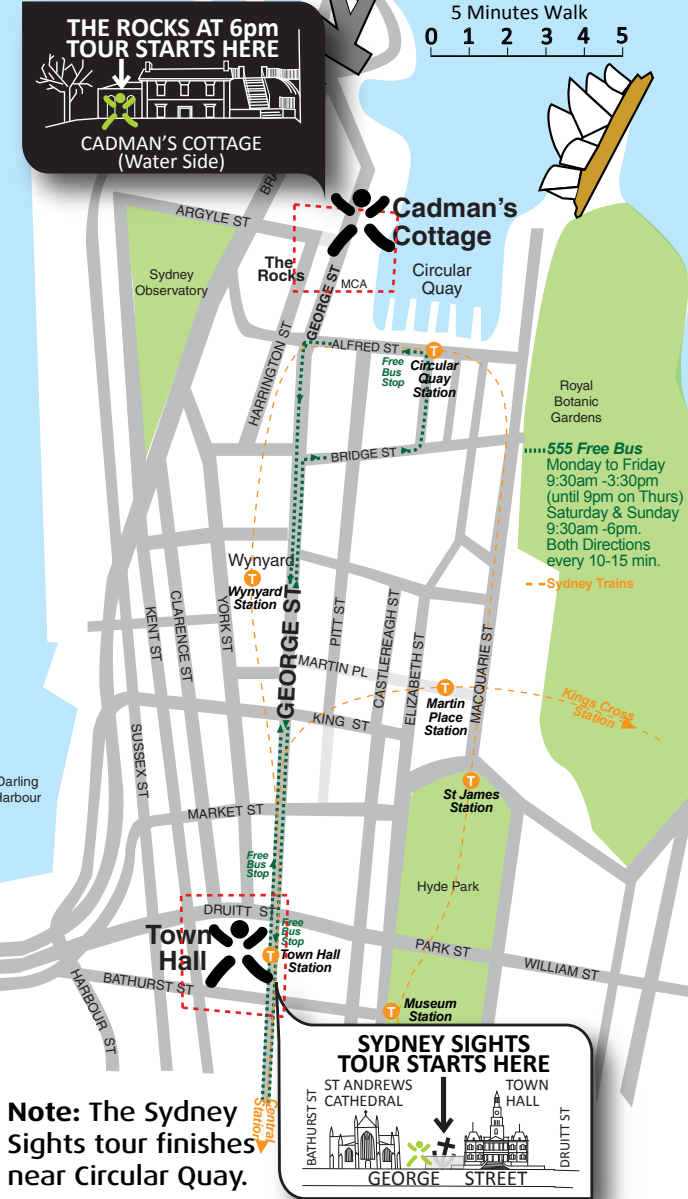 THE ROCKS AT 6pm
TOUR STARTS HERE
CADMAN'S COTTAGE
(Water Side)
5 Minutes Walk
0 1 2 3 4 5
ARGYLE ST
Cadman's
Cottage
Sydney
Observatory
The
Rocks
MCA
Circular
Quay
GEORGE ST
HARRINGTON ST
ALFRED ST
T
Free
Bus
Stop
Circular
Quay
Station
Royal
Botanic
Gardens
BRIDGE ST
555 Free Bus
Monday to Friday
9:30am -3:30pm
(until 9pm on Thurs)
Saturday & Sunday
9:30am -6pm.
Both Directions
every 10-15 min.
Sydney Trains
Wynyard
T
Wynyard
Station
KENT ST
CLARENCE ST
YORK ST
GEORGE ST
PITT ST
CASTLEREAGH ST
ELIZABETH ST
MACQUARIE ST
MARTIN PL
T
Martin
Place
Station
Kings Cross
Station
KING ST
SUSSEX ST
Darling
Harbour
T
St James
Station
MARKET ST
Free
Bus
Stop
Hyde Park
DRUITT ST
Free
Bus
Stop
Town
Hall
T
Town Hall
Station
PARK ST
WILLIAM ST
HARBOUR ST
BATHURST ST
T
Museum
Station
SYDNEY SIGHTS
TOUR STARTS HERE
ST ANDREWS
CATHEDRAL
TOWN
HALL
BATHURST ST
DRUITT ST
GEORGE STREET
Central
Station
Note: The Sydney
Sights tour finishes
near Circular Quay.